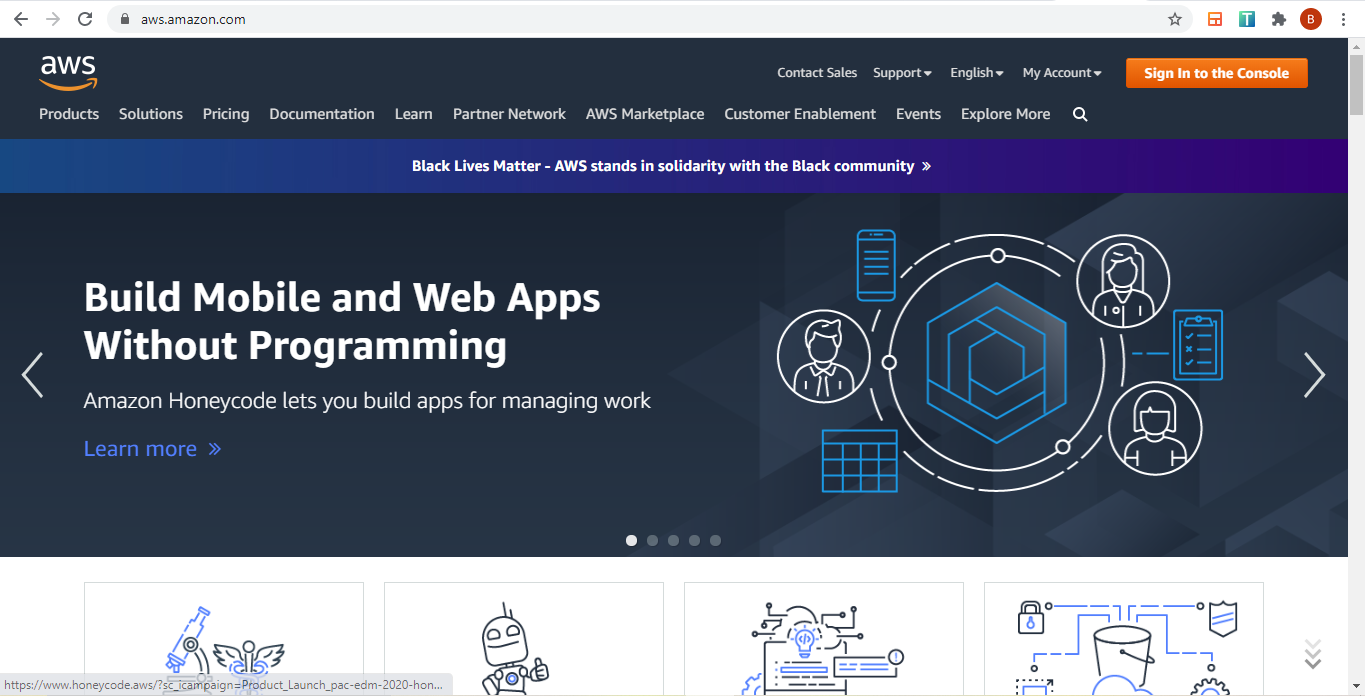 aws.amazon.com
B
aws
Contact Sales Support English My Account Sign In to the Console
Products Solutions Pricing Documentation Learn Partner Network AWS Marketplace Customer Enablement Events Explore More
Black Lives Matter - AWS stands in solidarity with the Black community »
Build Mobile and Web Apps
Without Programming
Amazon Honeycode lets you build apps for managing work
Learn more »
https://www.honeycode.aws/?sc_icampaign=Product_Launch_pac-edm-2020-hon...